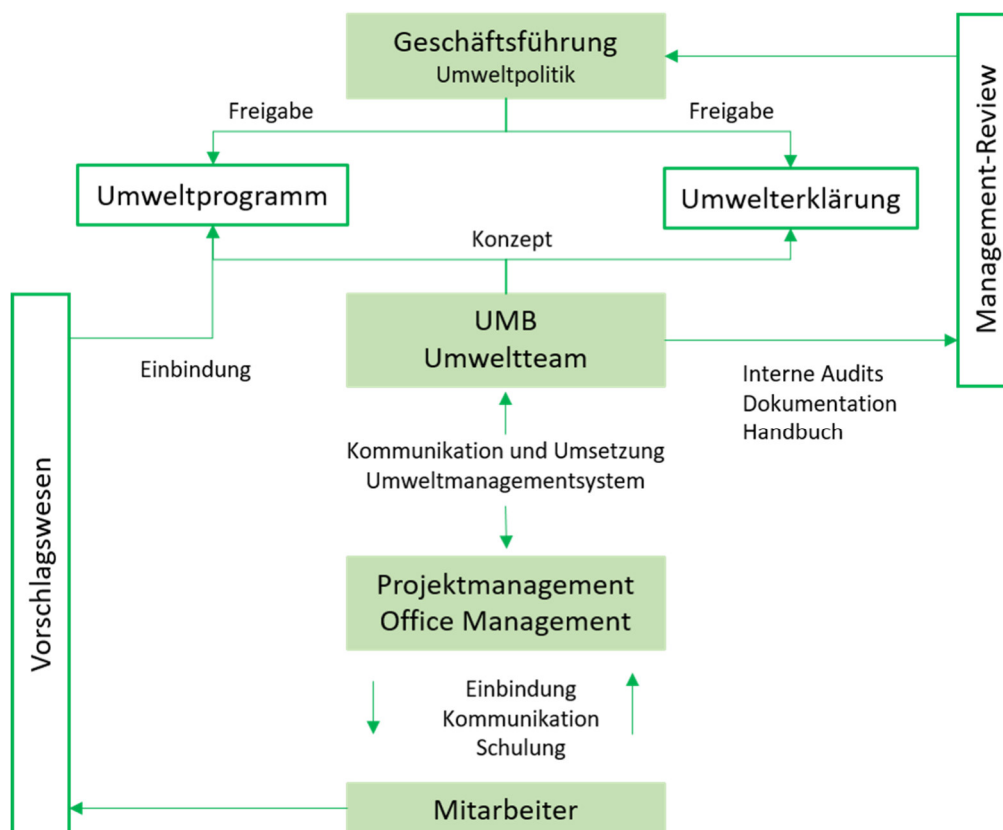 Geschäftsführung
Umweltpolitik
Freigabe
Freigabe
Umweltprogramm
Umwelterklärung
Management-Review
Konzept
UMB
Umweltteam
Einbindung
Interne Audits
Dokumentation
Handbuch
Kommunikation und Umsetzung
Umweltmanagementsystem
Vorschlagswesen
Projektmanagement
Office Management
Einbindung
Kommunikation
Schulung
Mitarbeiter